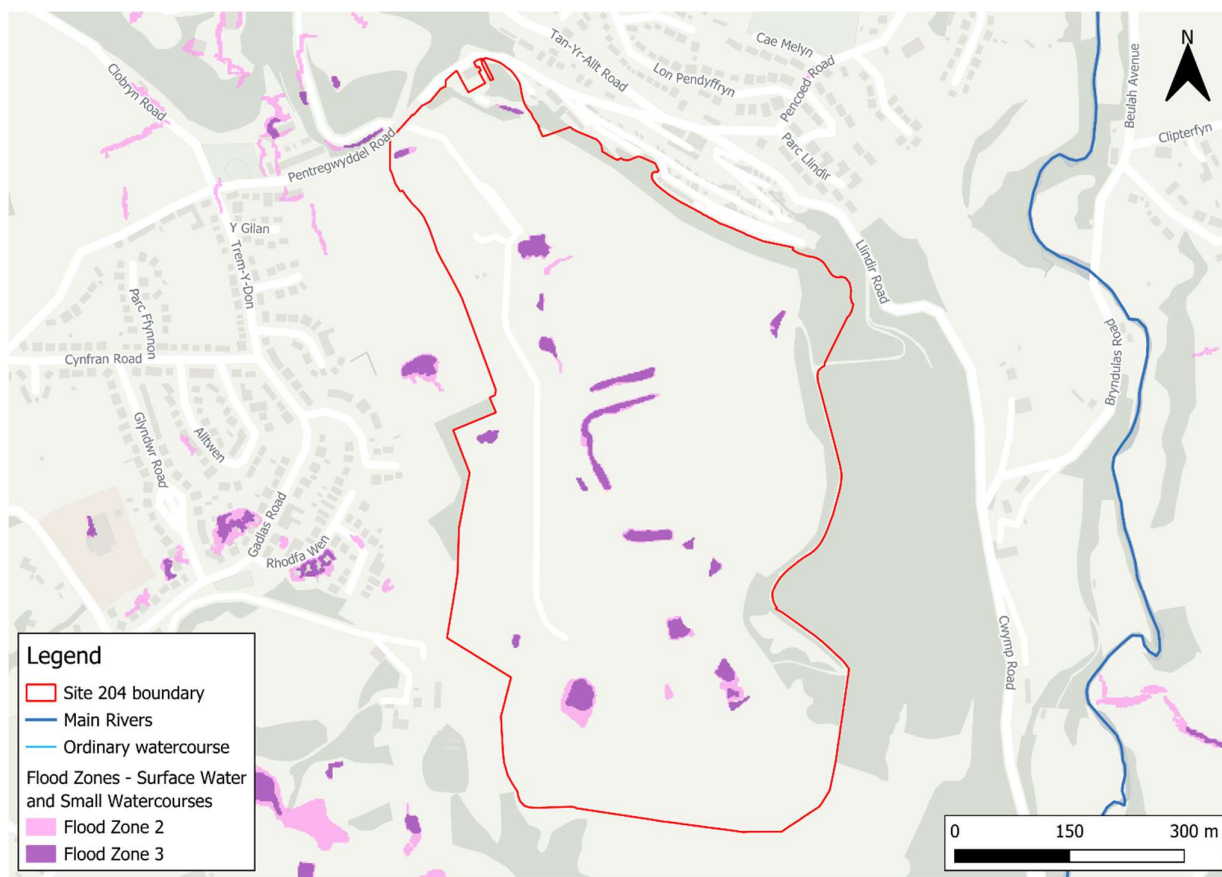 Tan-Yr-Allt Road
Cae Melyn
Lon Pendyffryn
Pencoed Road
Parc Llindir
Beulah Avenue
Clipterfyn
N
Clobryn Road
Pentregwyddel Road
Y Gilan
Trem-Y-Don
Parc Ffynnon
Cynfran Road
Glyndwr Road
Alltwen
Gadlas Road
Rhodfa Wen
Llindir Road
Bryndulas Road
Cwymp Road
Legend
Site 204 boundary
Main Rivers
Ordinary watercourse
Flood Zones - Surface Water
and Small Watercourses
Flood Zone 2
Flood Zone 3
0 150 300 m